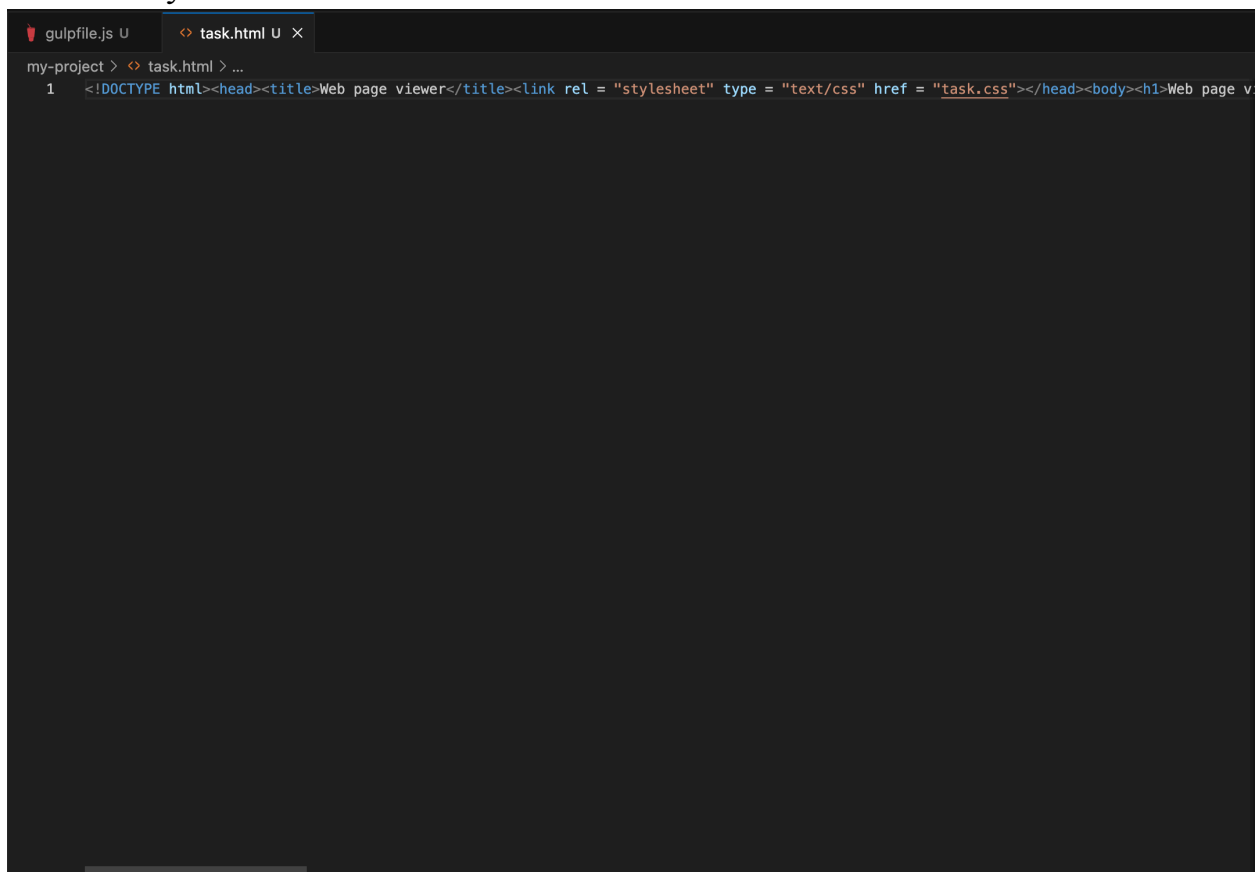 gulpfile.js U
<> task.html U ×
my-project > <> task.html > ...
1 <!DOCTYPE html><head><title>Web page viewer</title><link rel = "stylesheet" type = "text/css" href = "task.css"></head><body><h1>Web page v